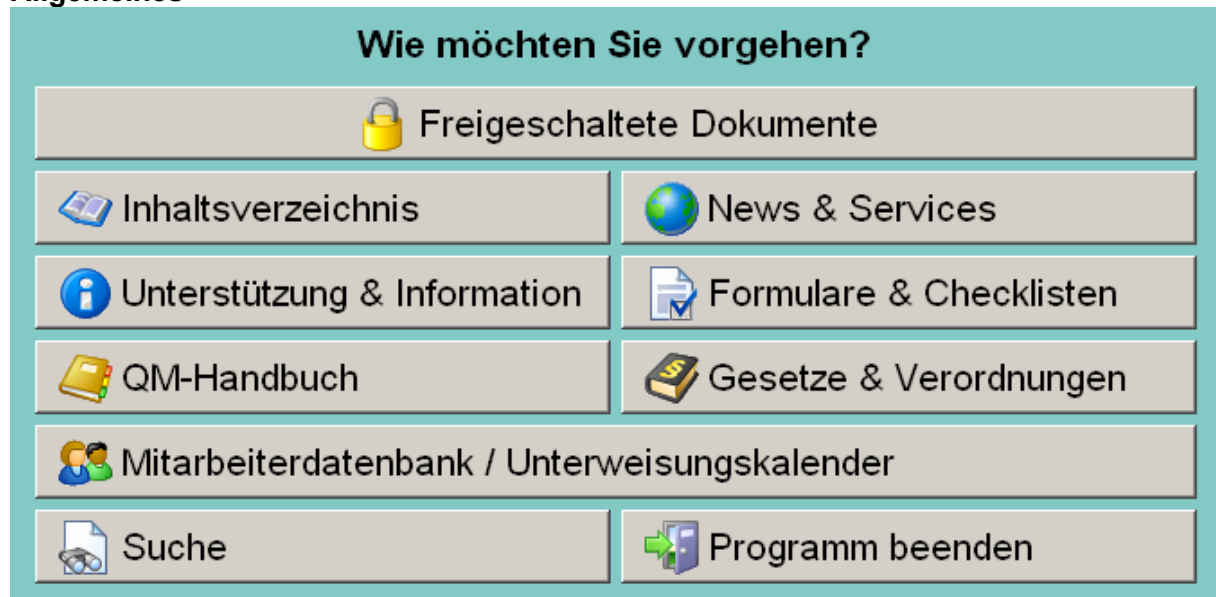 Allgemeines
Wie möchten Sie vorgehen?
Freigeschaltete Dokumente
Inhaltsverzeichnis
News & Services
Unterstützung & Information
Formulare & Checklisten
QM-Handbuch
Gesetze & Verordnungen
Mitarbeiterdatenbank / Unterweisungskalender
Suche
Programm beenden